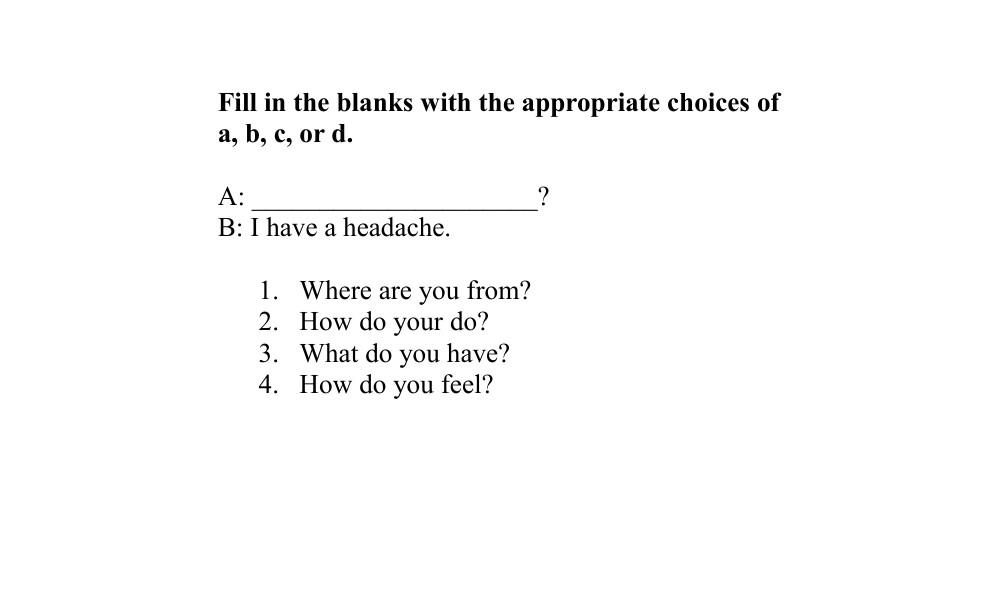 Fill in the blanks with the appropriate choices of
a, b, c, or d.
A: _____________________?
B: I have a headache.
1. Where are you from?
2. How do your do?
3. What do you have?
4. How do you feel?